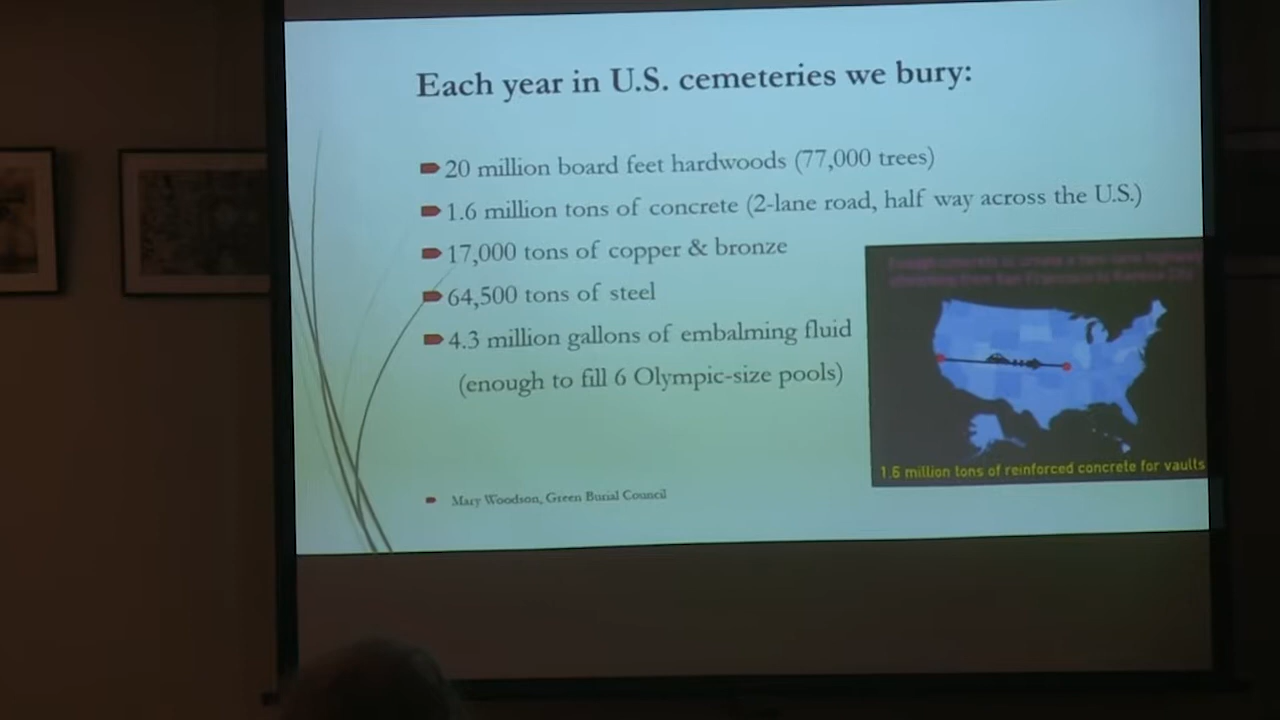 Each year in U.S. cemeteries we bury:
20 million board feet hardwoods (77,000 trees)
1.6 million tons of concrete (2-lane road, half way across the U.S.)
17,000 tons of copper & bronze
64,500 tons of steel
4.3 million gallons of embalming fluid
(enough to fill 6 Olympic-size pools)
1.6 million tons of reinforced concrete for vaults
Mary Woodson, Green Burial Council